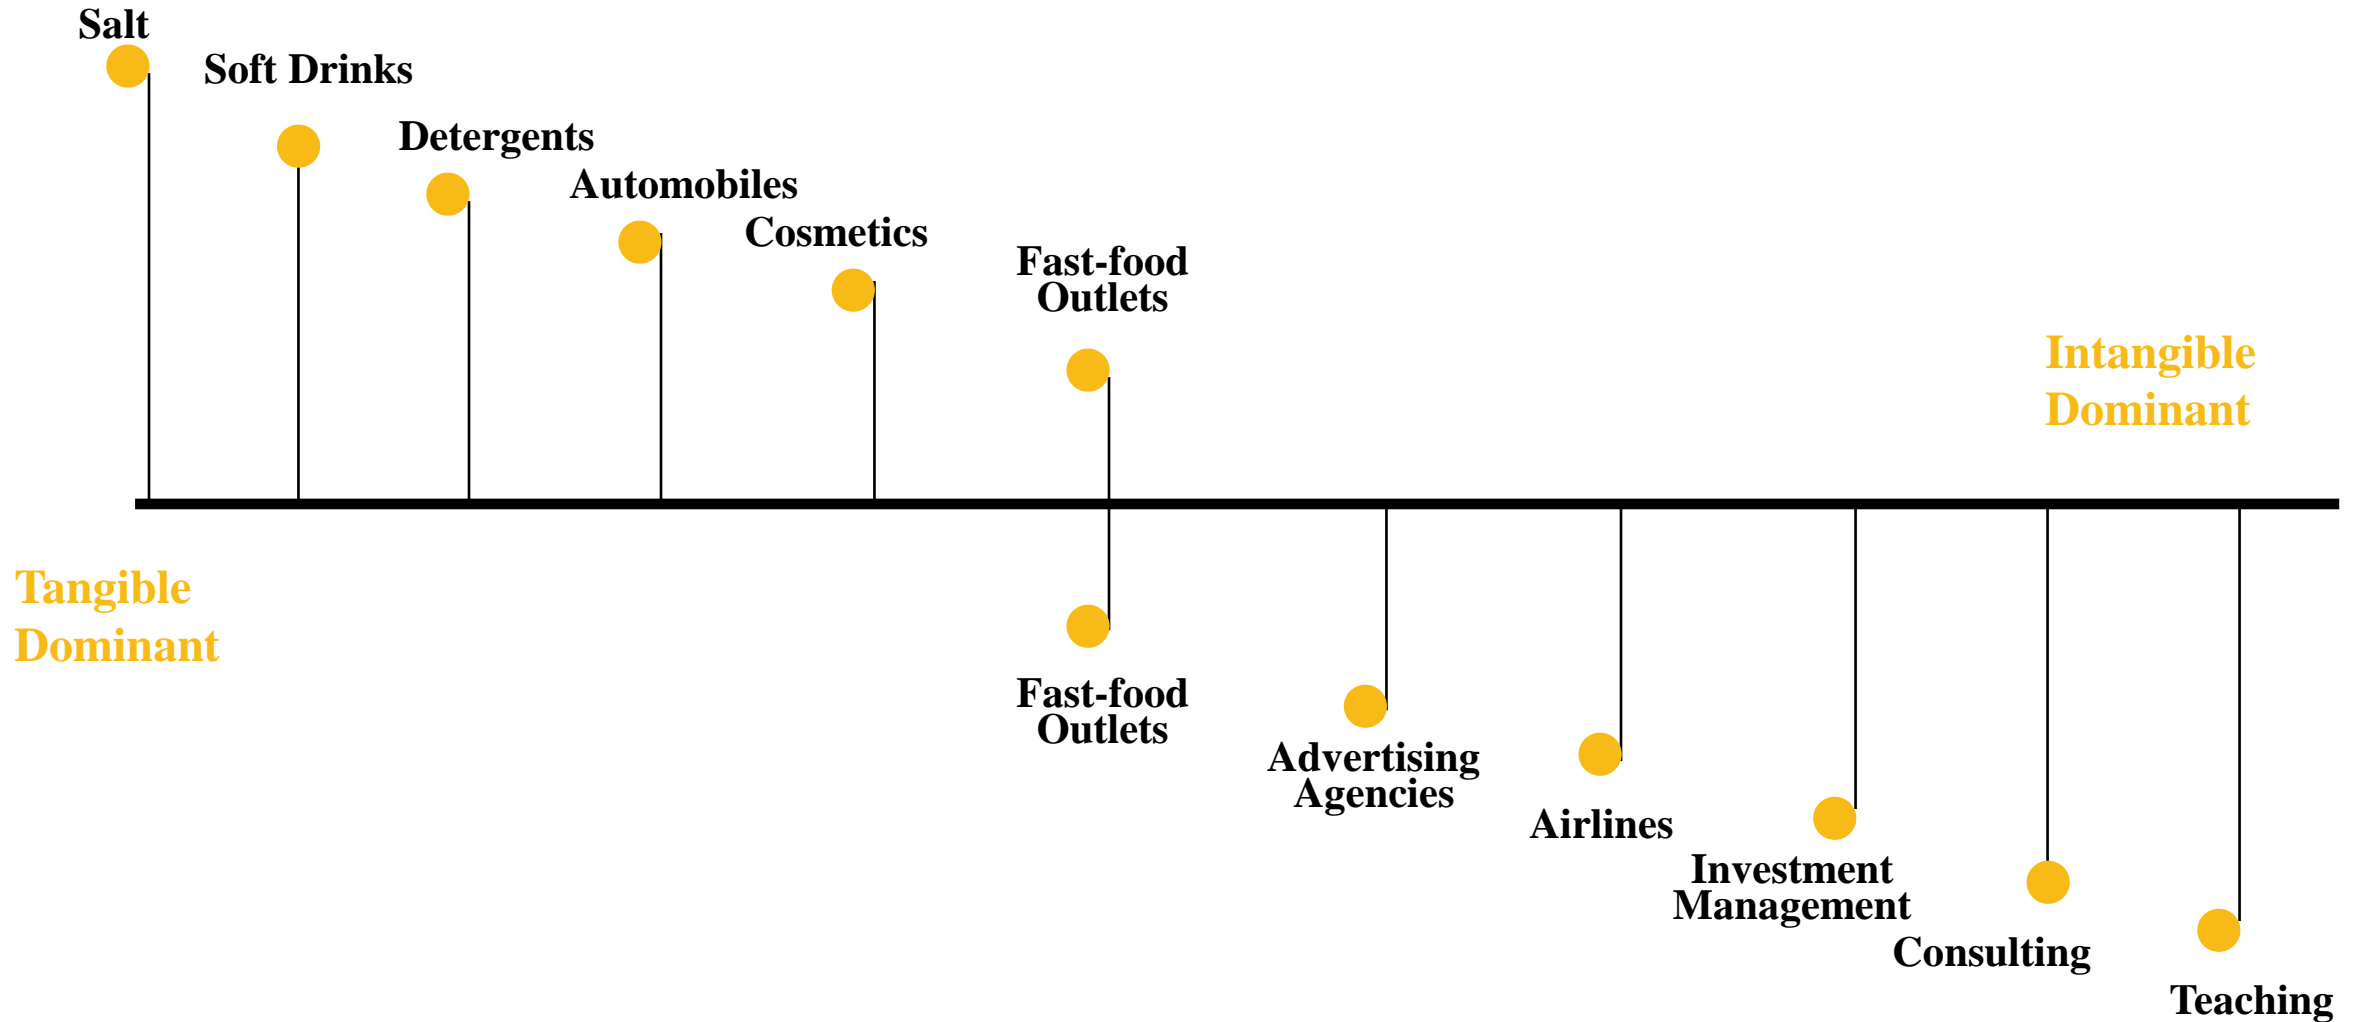 Salt
Soft Drinks
Detergents
Automobiles
Cosmetics
Fast-food
Outlets
Intangible
Dominant
Tangible
Dominant
Fast-food
Outlets
Advertising
Agencies
Airlines
Investment
Management
Consulting
Teaching